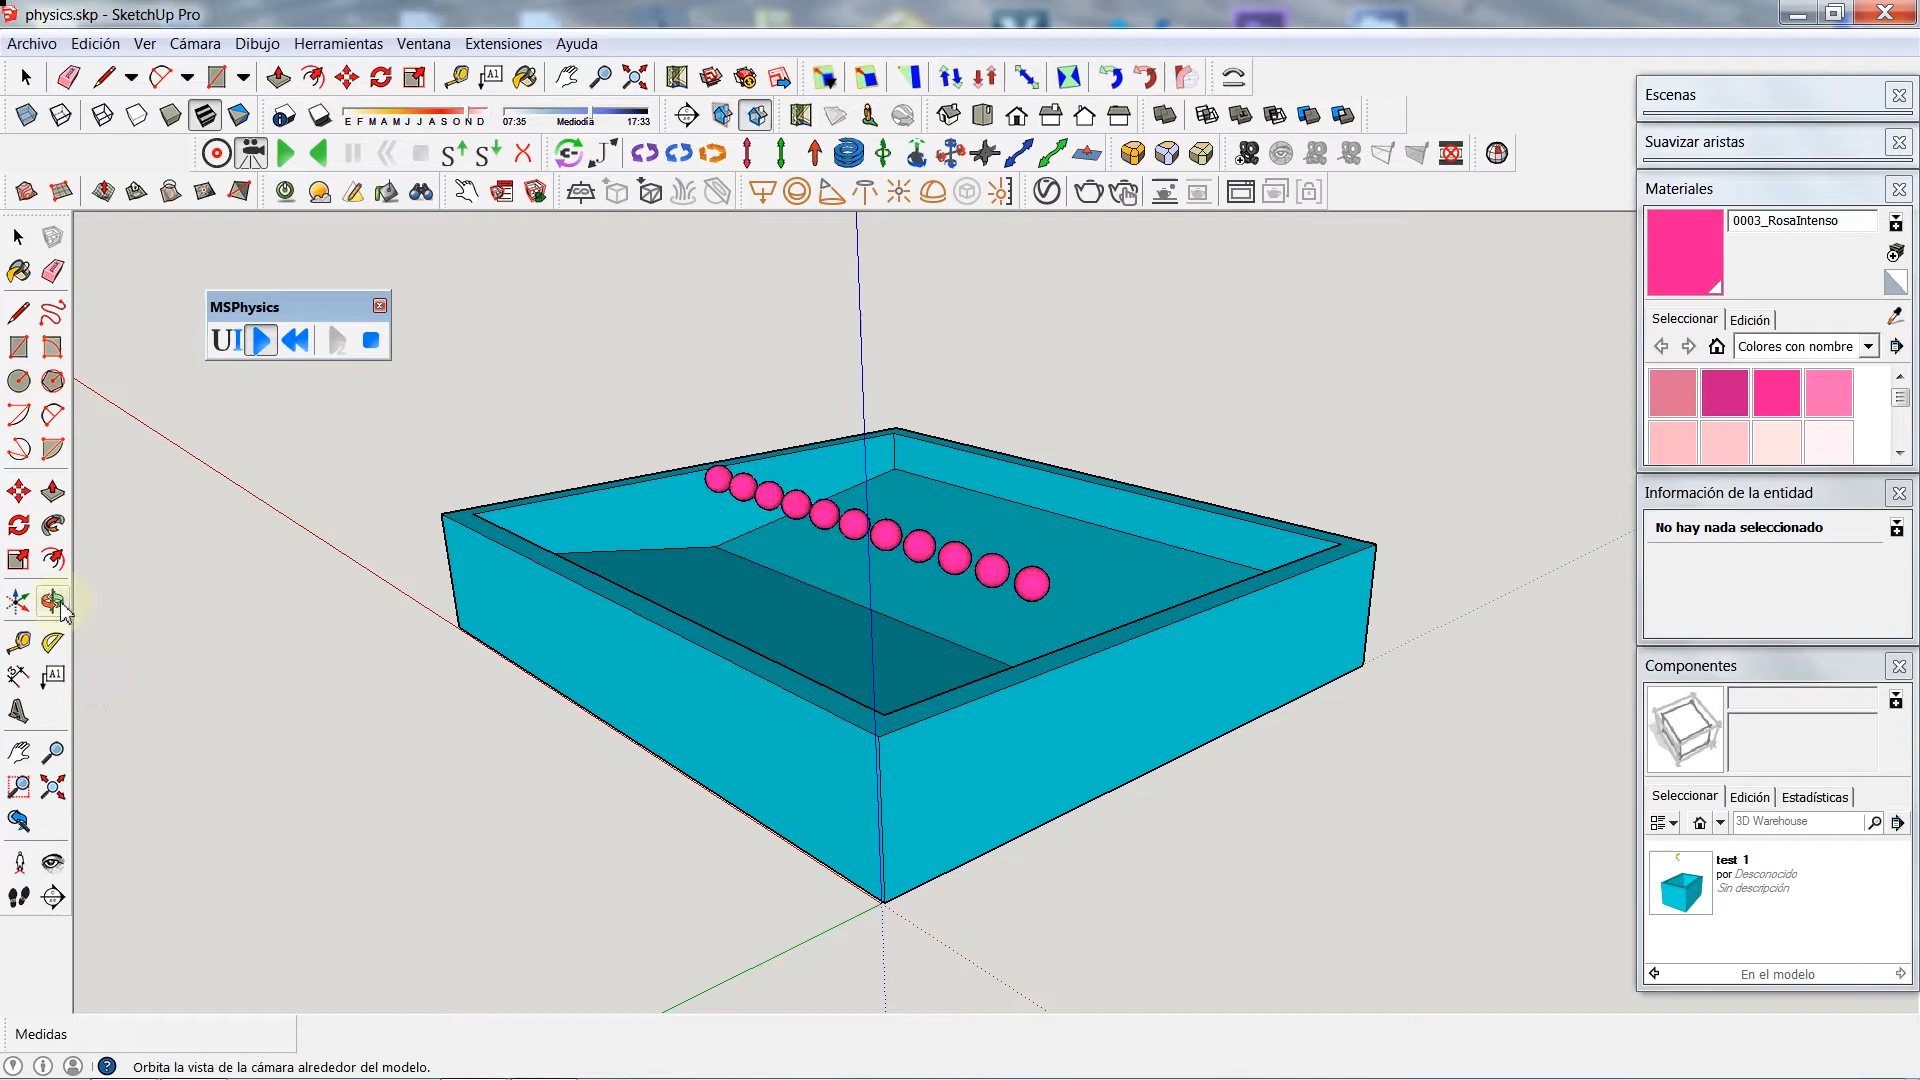 physics.skp - SketchUp Pro
Archivo Edición Ver Cámara Dibujo Herramientas Ventana Extensiones Ayuda
A1
E F M A M J J A S O N D 07:35 Mediodía 17:33
MSPhysics
UI
Escenas
Suavizar aristas
Materiales
0003_RosaIntenso
Seleccionar Edición
Colores con nombre
Información de la entidad
No hay nada seleccionado
Componentes
Seleccionar Edición Estadísticas
3D Warehouse
test 1
por Desconocido
Sin descripción
En el modelo
A1
Medidas
Orbita la vista de la cámara alrededor del modelo.